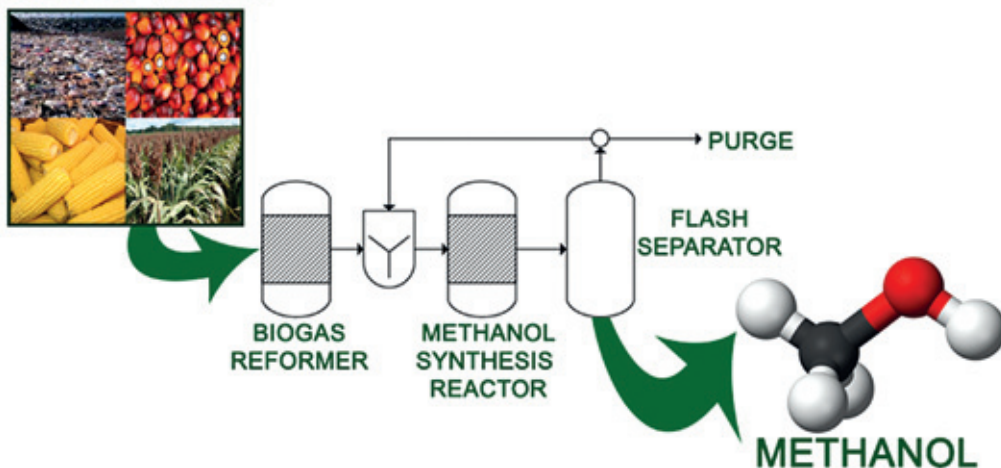 PURGE
FLASH
SEPARATOR
BIOGAS
REFORMER
METHANOL
SYNTHESIS
REACTOR
METHANOL